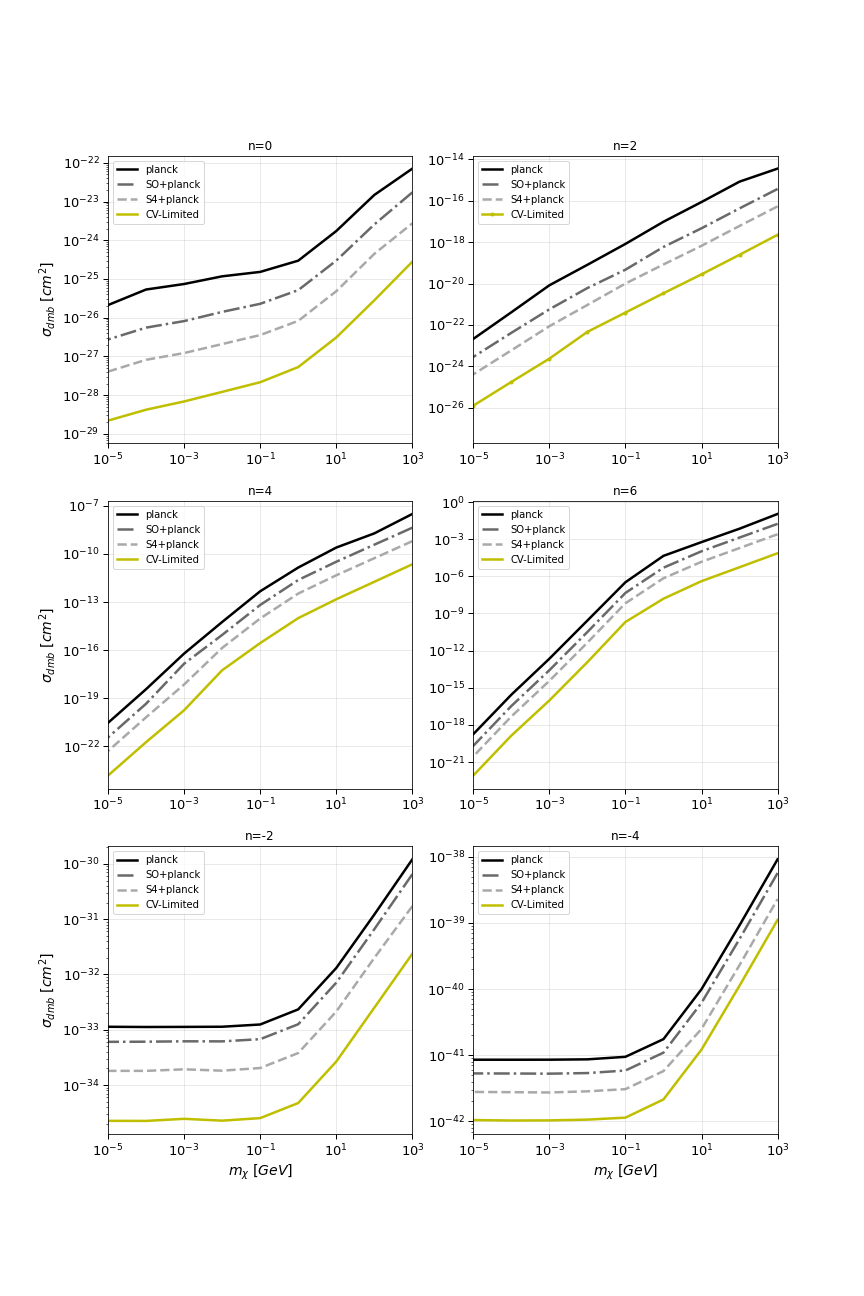 n=0
10^-22
10^-23
10^-24
10^-25
10^-26
10^-27
10^-28
10^-29
σ_dmb [cm^2]
planck
SO+planck
S4+planck
CV-Limited
10^-5 10^-3 10^-1 10^1 10^3
n=2
10^-14
10^-16
10^-18
10^-20
10^-22
10^-24
10^-26
planck
SO+planck
S4+planck
CV-Limited
10^-5 10^-3 10^-1 10^1 10^3
n=4
10^-7
10^-10
10^-13
10^-16
10^-19
10^-22
σ_dmb [cm^2]
planck
SO+planck
S4+planck
CV-Limited
10^-5 10^-3 10^-1 10^1 10^3
n=6
10^0
10^-3
10^-6
10^-9
10^-12
10^-15
10^-18
10^-21
planck
SO+planck
S4+planck
CV-Limited
10^-5 10^-3 10^-1 10^1 10^3
n=-2
10^-30
10^-31
10^-32
10^-33
10^-34
σ_dmb [cm^2]
planck
SO+planck
S4+planck
CV-Limited
10^-5 10^-3 10^-1 10^1 10^3
m_χ [GeV]
n=-4
10^-38
10^-39
10^-40
10^-41
10^-42
planck
SO+planck
S4+planck
CV-Limited
10^-5 10^-3 10^-1 10^1 10^3
m_χ [GeV]